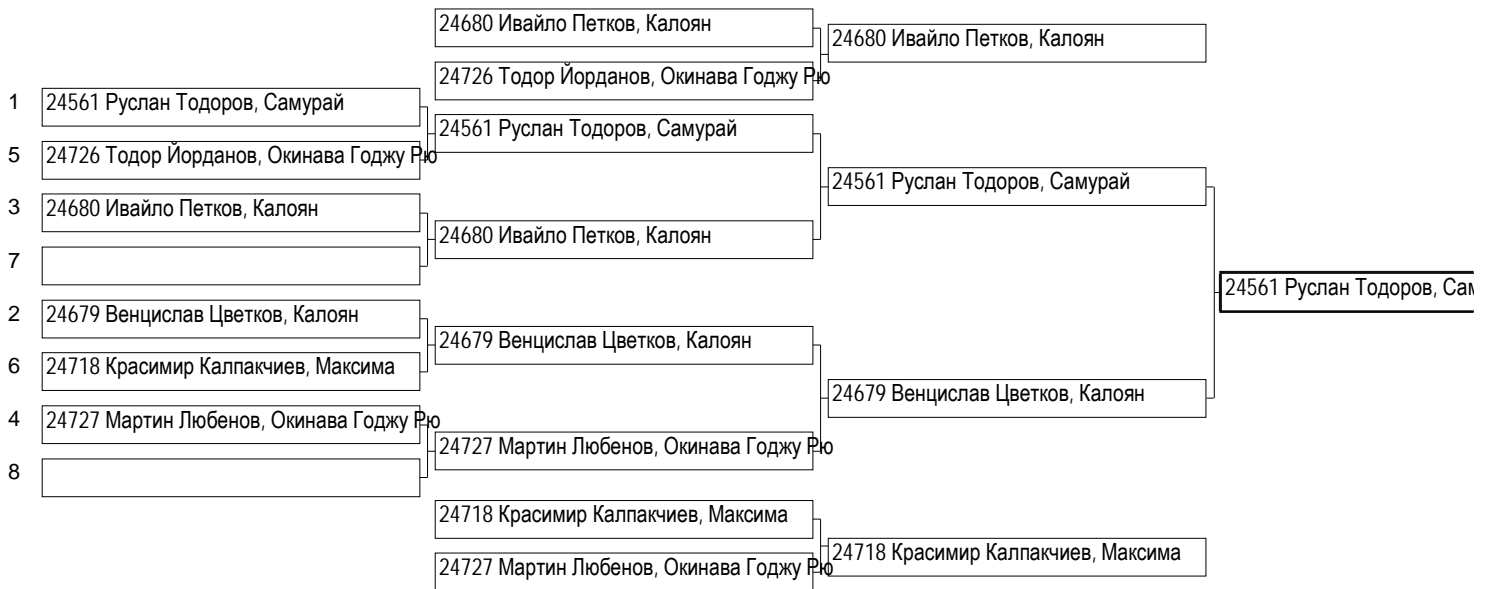 24680 Ивайло Петков, Калоян
24680 Ивайло Петков, Калоян
24726 Тодор Йорданов, Окинава Годжу Рю
1 24561 Руслан Тодоров, Самурай
24561 Руслан Тодоров, Самурай
5 24726 Тодор Йорданов, Окинава Годжу Рю
24561 Руслан Тодоров, Самурай
3 24680 Ивайло Петков, Калоян
24680 Ивайло Петков, Калоян
7
24561 Руслан Тодоров, Сам
2 24679 Венцислав Цветков, Калоян
24679 Венцислав Цветков, Калоян
6 24718 Красимир Калпакчиев, Максима
24679 Венцислав Цветков, Калоян
4 24727 Мартин Любенов, Окинава Годжу Рю
24727 Мартин Любенов, Окинава Годжу Рю
8
24718 Красимир Калпакчиев, Максима
24718 Красимир Калпакчиев, Максима
24727 Мартин Любенов, Окинава Годжу Рю